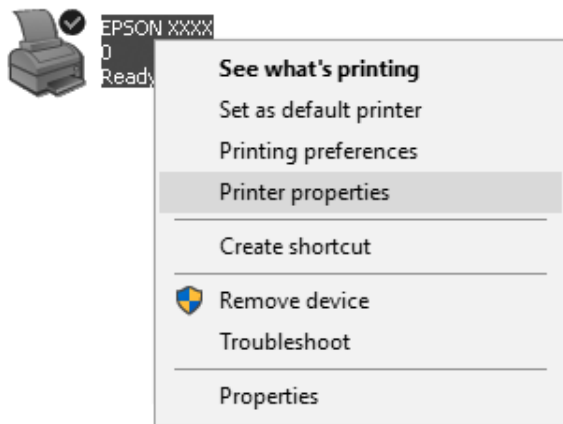 EPSON XXXX
0
Ready
See what's printing
Set as default printer
Printing preferences
Printer properties
Create shortcut
Remove device
Troubleshoot
Properties